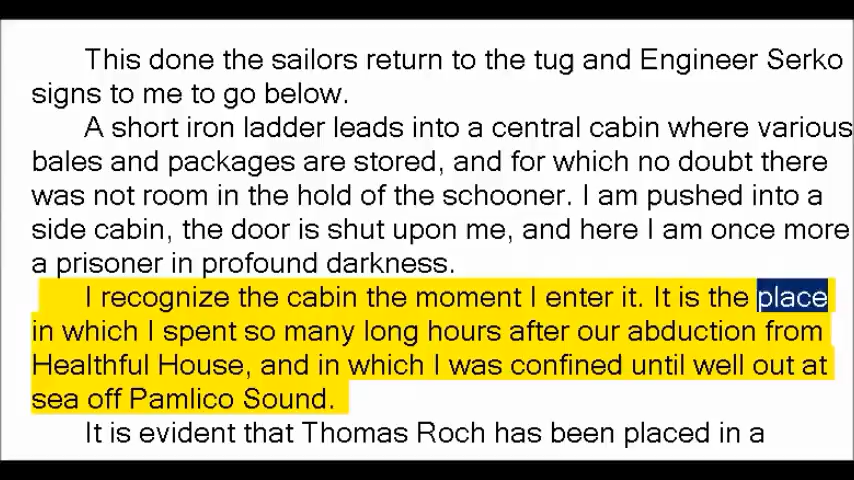 This done the sailors return to the tug and Engineer Serko
signs to me to go below.
A short iron ladder leads into a central cabin where various
bales and packages are stored, and for which no doubt there
was not room in the hold of the schooner. I am pushed into a
side cabin, the door is shut upon me, and here I am once more
a prisoner in profound darkness.
I recognize the cabin the moment I enter it. It is the place
in which I spent so many long hours after our abduction from
Healthful House, and in which I was confined until well out at
sea off Pamlico Sound.
It is evident that Thomas Roch has been placed in a